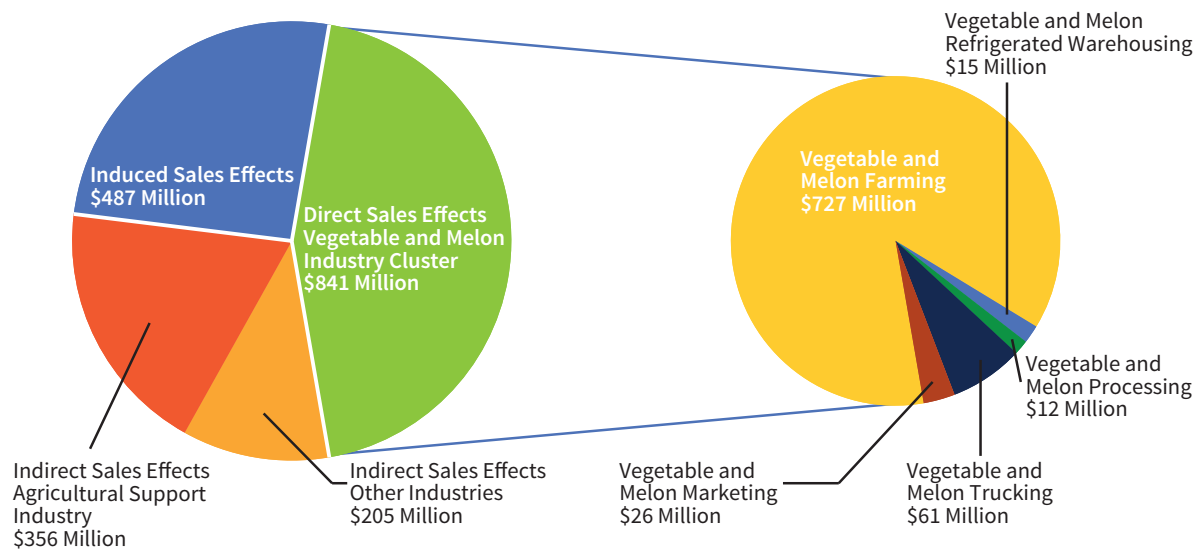 Vegetable and Melon
Refrigerated Warehousing
$15 Million
Induced Sales Effects
$487 Million
Direct Sales Effects
Vegetable and Melon
Industry Cluster
$841 Million
Vegetable and
Melon Farming
$727 Million
Vegetable and
Melon Processing
$12 Million
Indirect Sales Effects
Agricultural Support
Industry
$356 Million
Indirect Sales Effects
Other Industries
$205 Million
Vegetable and
Melon Marketing
$26 Million
Vegetable and
Melon Trucking
$61 Million